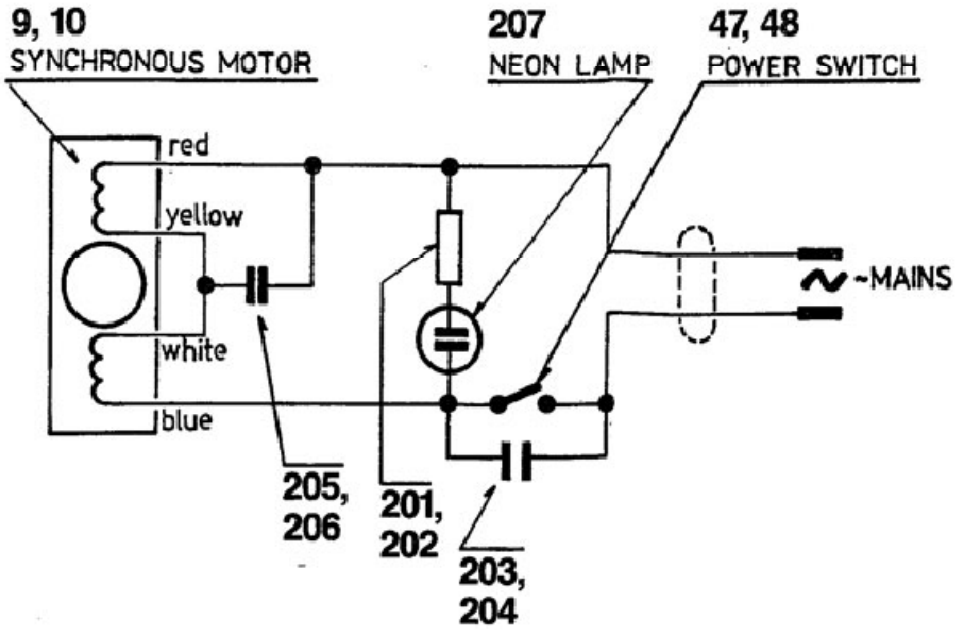 9, 10
SYNCHRONOUS MOTOR
207
NEON LAMP
47, 48
POWER SWITCH
red
yellow
white
blue
~MAINS
205,
206
201,
202
203,
204